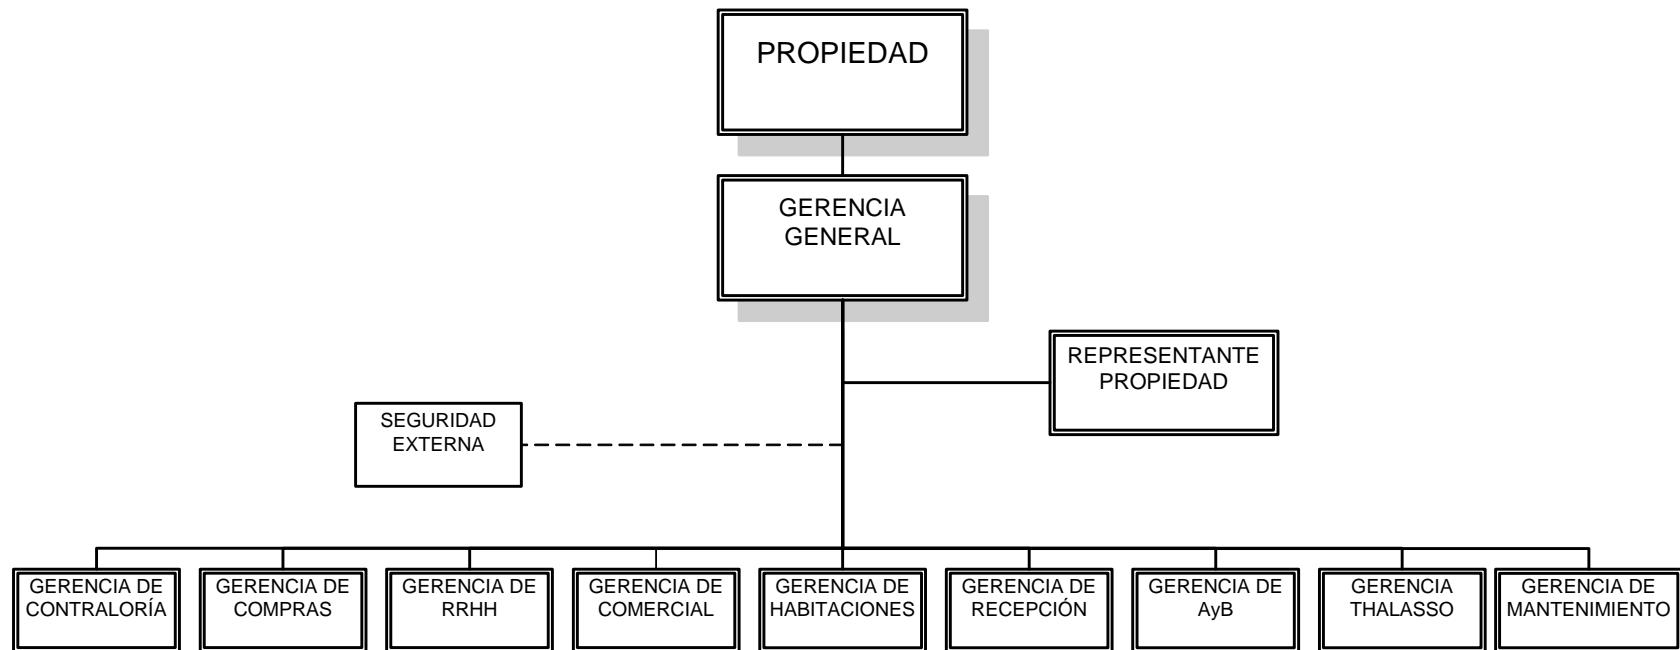 PROPIEDAD
GERENCIA
GENERAL
REPRESENTANTE
PROPIEDAD
SEGURIDAD
EXTERNA
GERENCIA DE
CONTRALORÍA
GERENCIA DE
COMPRAS
GERENCIA DE
RRHH
GERENCIA DE
COMERCIAL
GERENCIA DE
HABITACIONES
GERENCIA DE
RECEPCIÓN
GERENCIA DE
AyB
GERENCIA
THALASSO
GERENCIA DE
MANTENIMIENTO